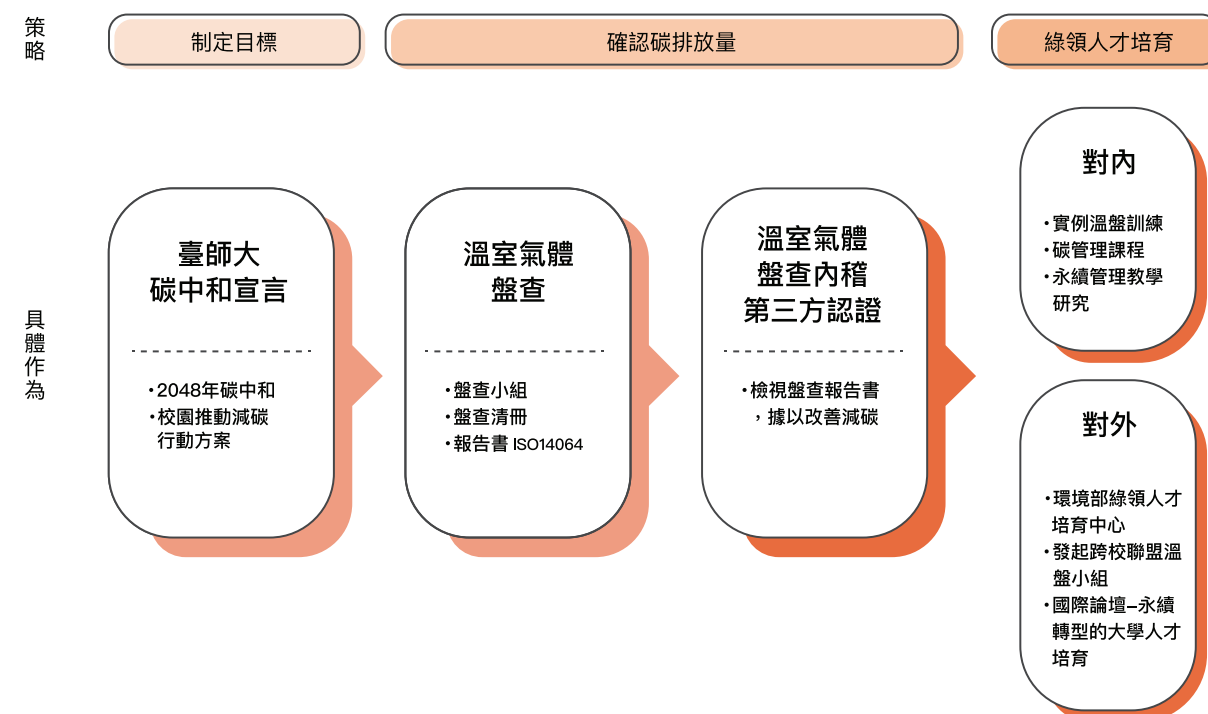 策略
制定目標
確認碳排放量
綠領人才培育
具體作為
臺師大
碳中和宣言
•2048年碳中和
•校園推動減碳
行動方案
溫室氣體
盤查
•盤查小組
•盤查清冊
•報告書 ISO14064
溫室氣體
盤查內稽
第三方認證
•檢視盤查報告書
，據以改善減碳
對內
•實例溫盤訓練
•碳管理課程
•永續管理教學
研究
對外
•環境部綠領人才
培育中心
•發起跨校聯盟溫
盤小組
•國際論壇–永續
轉型的大學人才
培育